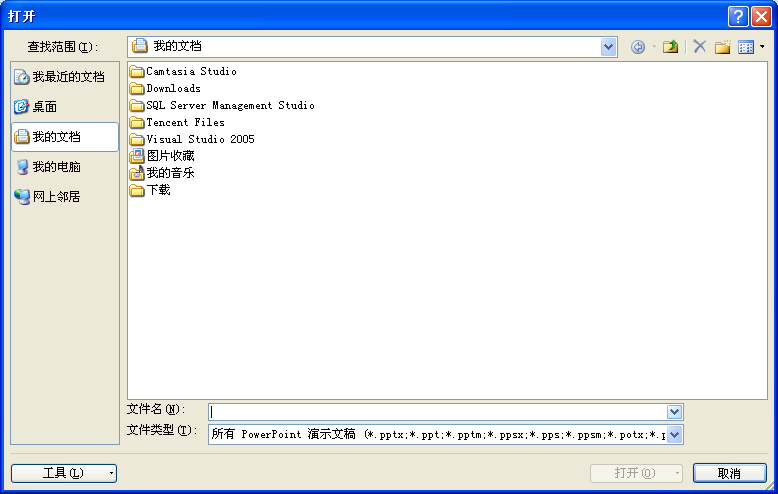 打开
查找范围(I):
我的文档
我最近的文档
桌面
我的文档
我的电脑
网上邻居
Camtasia Studio
Downloads
SQL Server Management Studio
Tencent Files
Visual Studio 2005
图片收藏
我的音乐
下载
文件名(N):
文件类型(T):
所有 PowerPoint 演示文稿 (*.pptx;*.ppt;*.pptm;*.ppsx;*.pps;*.ppsm;*.potx;*.p
工具(L)
打开(O)
取消